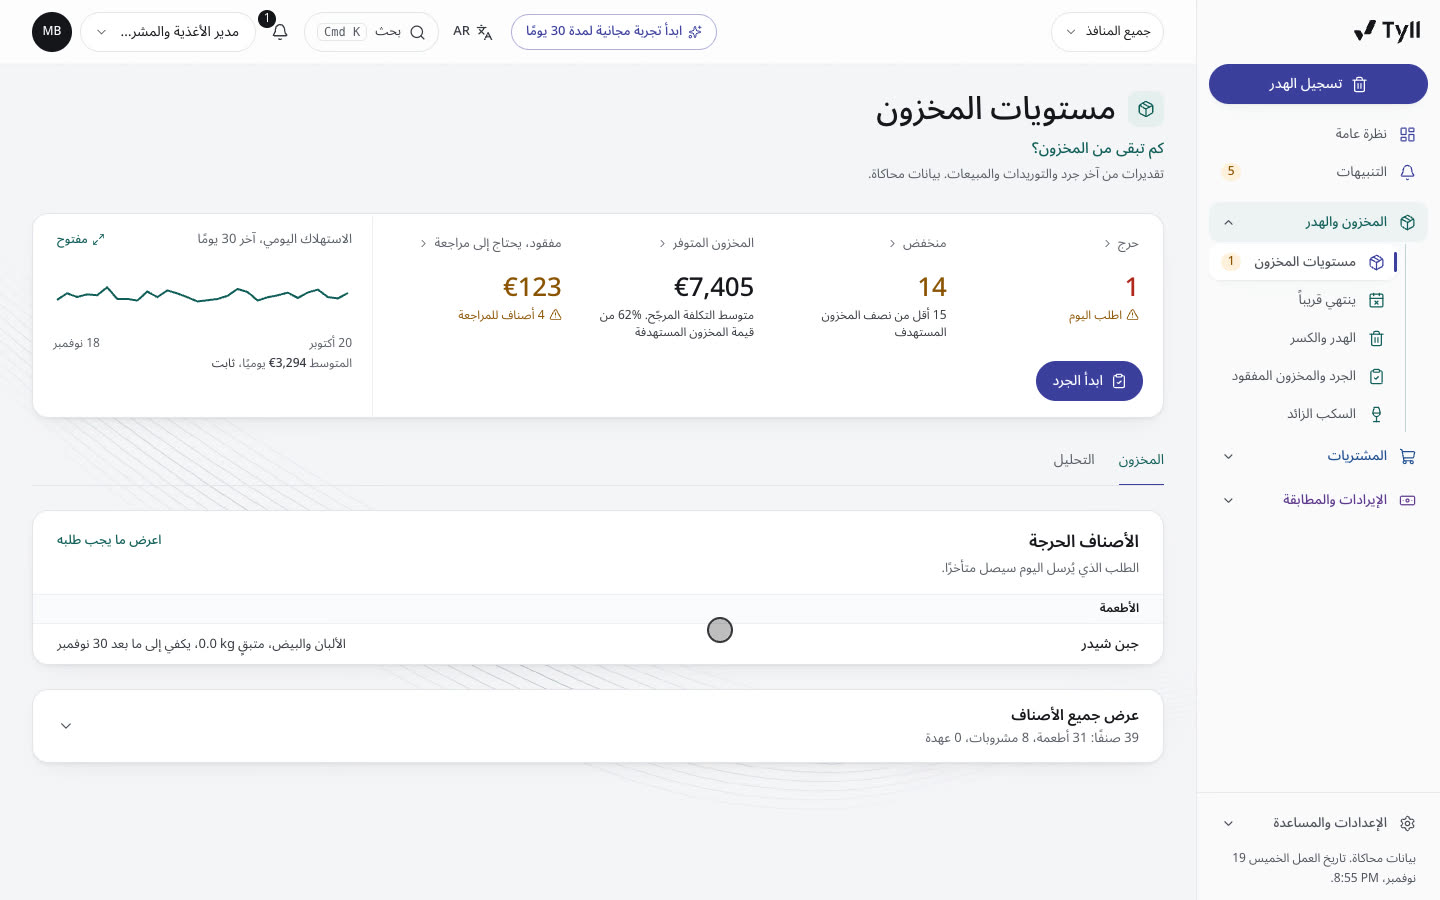 Tyll
تسجيل الهدر
نظرة عامة
التنبيهات
5
المخزون والهدر
مستويات المخزون
1
ينتهي قريباً
الهدر والكسر
الجرد والمخزون المفقود
السكب الزائد
المشتريات
الإيرادات والمطابقة
الإعدادات والمساعدة
بيانات محاكاة. تاريخ العمل الخميس 19
نوفمبر، 8:55 PM.
جميع المنافذ
ابدأ تجربة مجانية لمدة 30 يومًا
AR
بحث
Cmd K
1
مدير الأغذية والمشر...
MB
مستويات المخزون
كم تبقى من المخزون؟
تقديرات من آخر جرد والتوريدات والمبيعات. بيانات محاكاة.
حرج
1
اطلب اليوم
منخفض
14
15 أقل من نصف المخزون
المستهدف
المخزون المتوفر
€7,405
متوسط التكلفة المرجّح. 62% من
قيمة المخزون المستهدفة
مفقود، يحتاج إلى مراجعة
€123
4 أصناف للمراجعة
ابدأ الجرد
الاستهلاك اليومي، آخر 30 يومًا
مفتوح
20 أكتوبر
18 نوفمبر
المتوسط €3,294 يوميًا، ثابت
المخزون
التحليل
الأصناف الحرجة
اعرض ما يجب طلبه
الطلب الذي يُرسل اليوم سيصل متأخرًا.
الأطعمة
جبن شيدر
الألبان والبيض، متبقٍ 0.0 kg، يكفي إلى ما بعد 30 نوفمبر
عرض جميع الأصناف
39 صنفًا: 31 أطعمة، 8 مشروبات، 0 عهدة